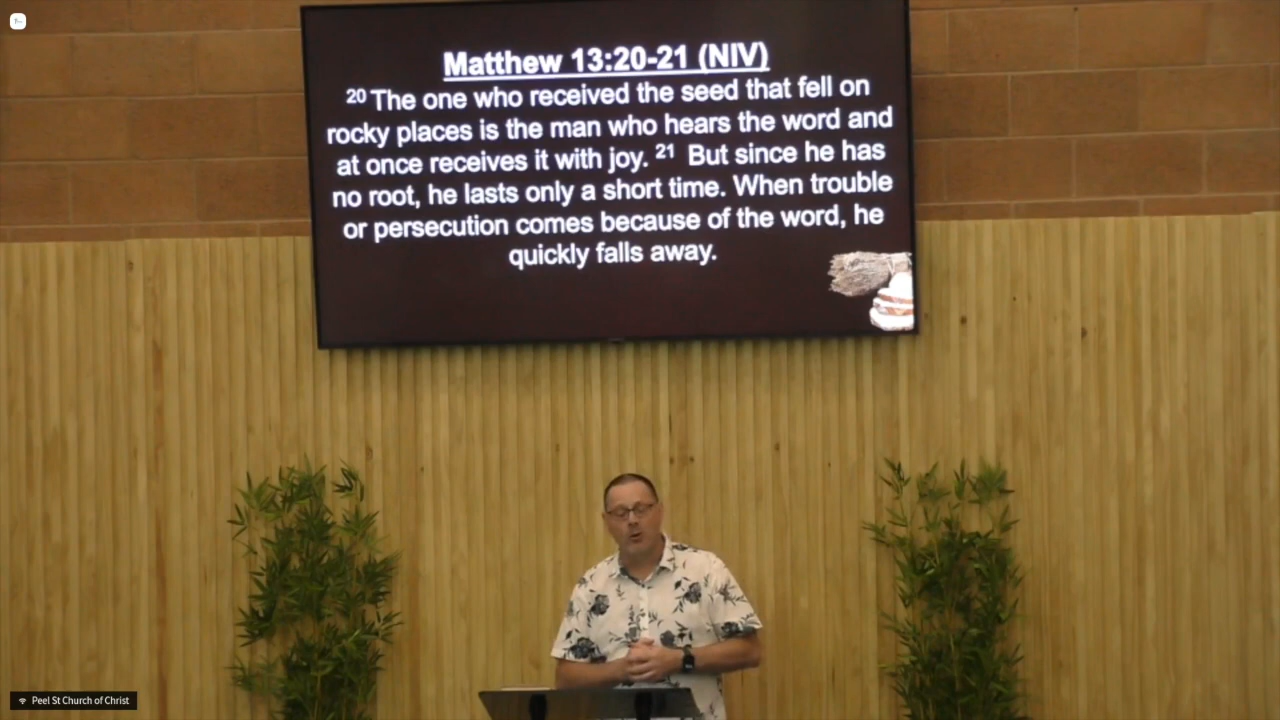 Matthew 13:20-21 (NIV)
20 The one who received the seed that fell on
rocky places is the man who hears the word and
at once receives it with joy. 21 But since he has
no root, he lasts only a short time. When trouble
or persecution comes because of the word, he
quickly falls away.
Peel St Church of Christ